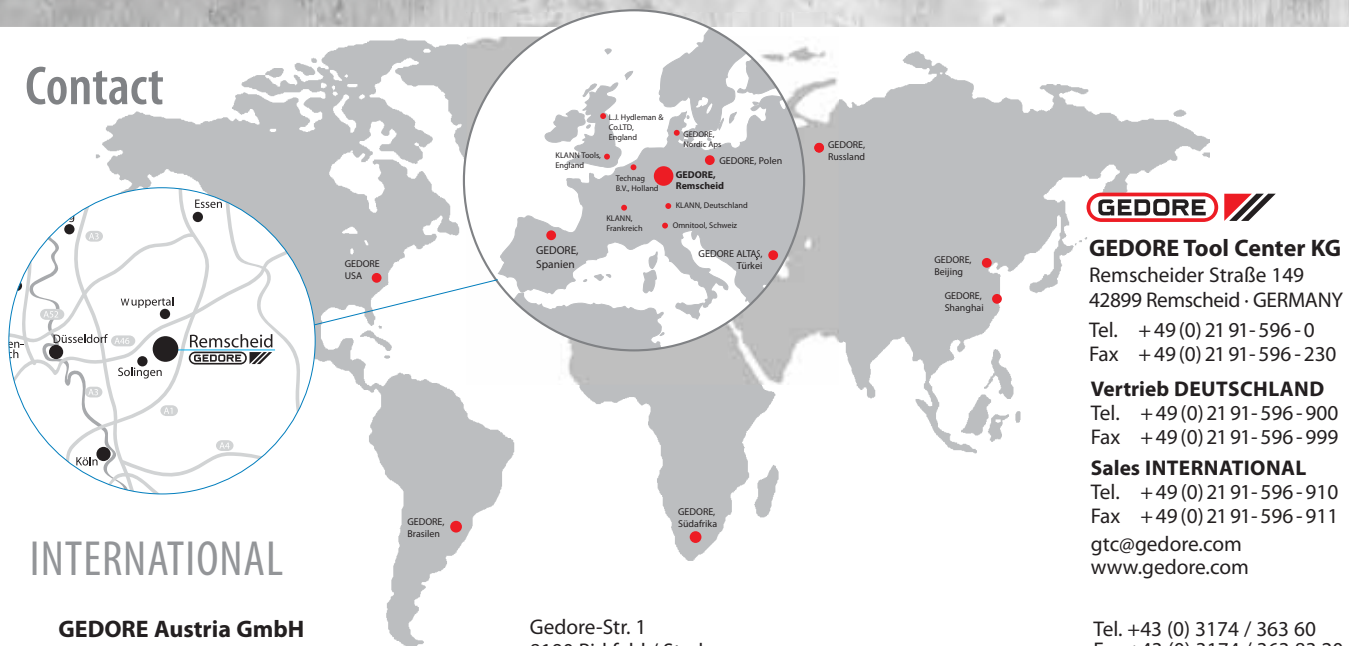 Contact
L.J. Hydleman &
Co.LTD,
England
GEDORE,
Nordic Aps
KLANN Tools,
England
GEDORE, Polen
Technag
B.V., Holland
GEDORE,
Remscheid
KLANN, Deutschland
KLANN,
Frankreich
Omnitool, Schweiz
GEDORE,
Spanien
GEDORE ALTAŞ,
Türkei
GEDORE,
Russland
GEDORE
USA
GEDORE,
Beijing
GEDORE,
Shanghai
GEDORE,
Brasilen
GEDORE,
Südafrika
Essen
A3
Wuppertal
A52
Düsseldorf
A46
Remscheid
GEDORE
Solingen
A3
A1
A4
Köln
GEDORE
GEDORE Tool Center KG
Remscheider Straße 149
42899 Remscheid · GERMANY
Tel. +49 (0) 21 91-596-0
Fax +49 (0) 21 91-596-230
Vertrieb DEUTSCHLAND
Tel. +49 (0) 21 91-596-900
Fax +49 (0) 21 91-596-999
Sales INTERNATIONAL
Tel. +49 (0) 21 91-596-910
Fax +49 (0) 21 91-596-911
gtc@gedore.com
www.gedore.com
INTERNATIONAL
GEDORE Austria GmbH
Gedore-Str. 1
Tel. +43 (0) 3174 / 363 60